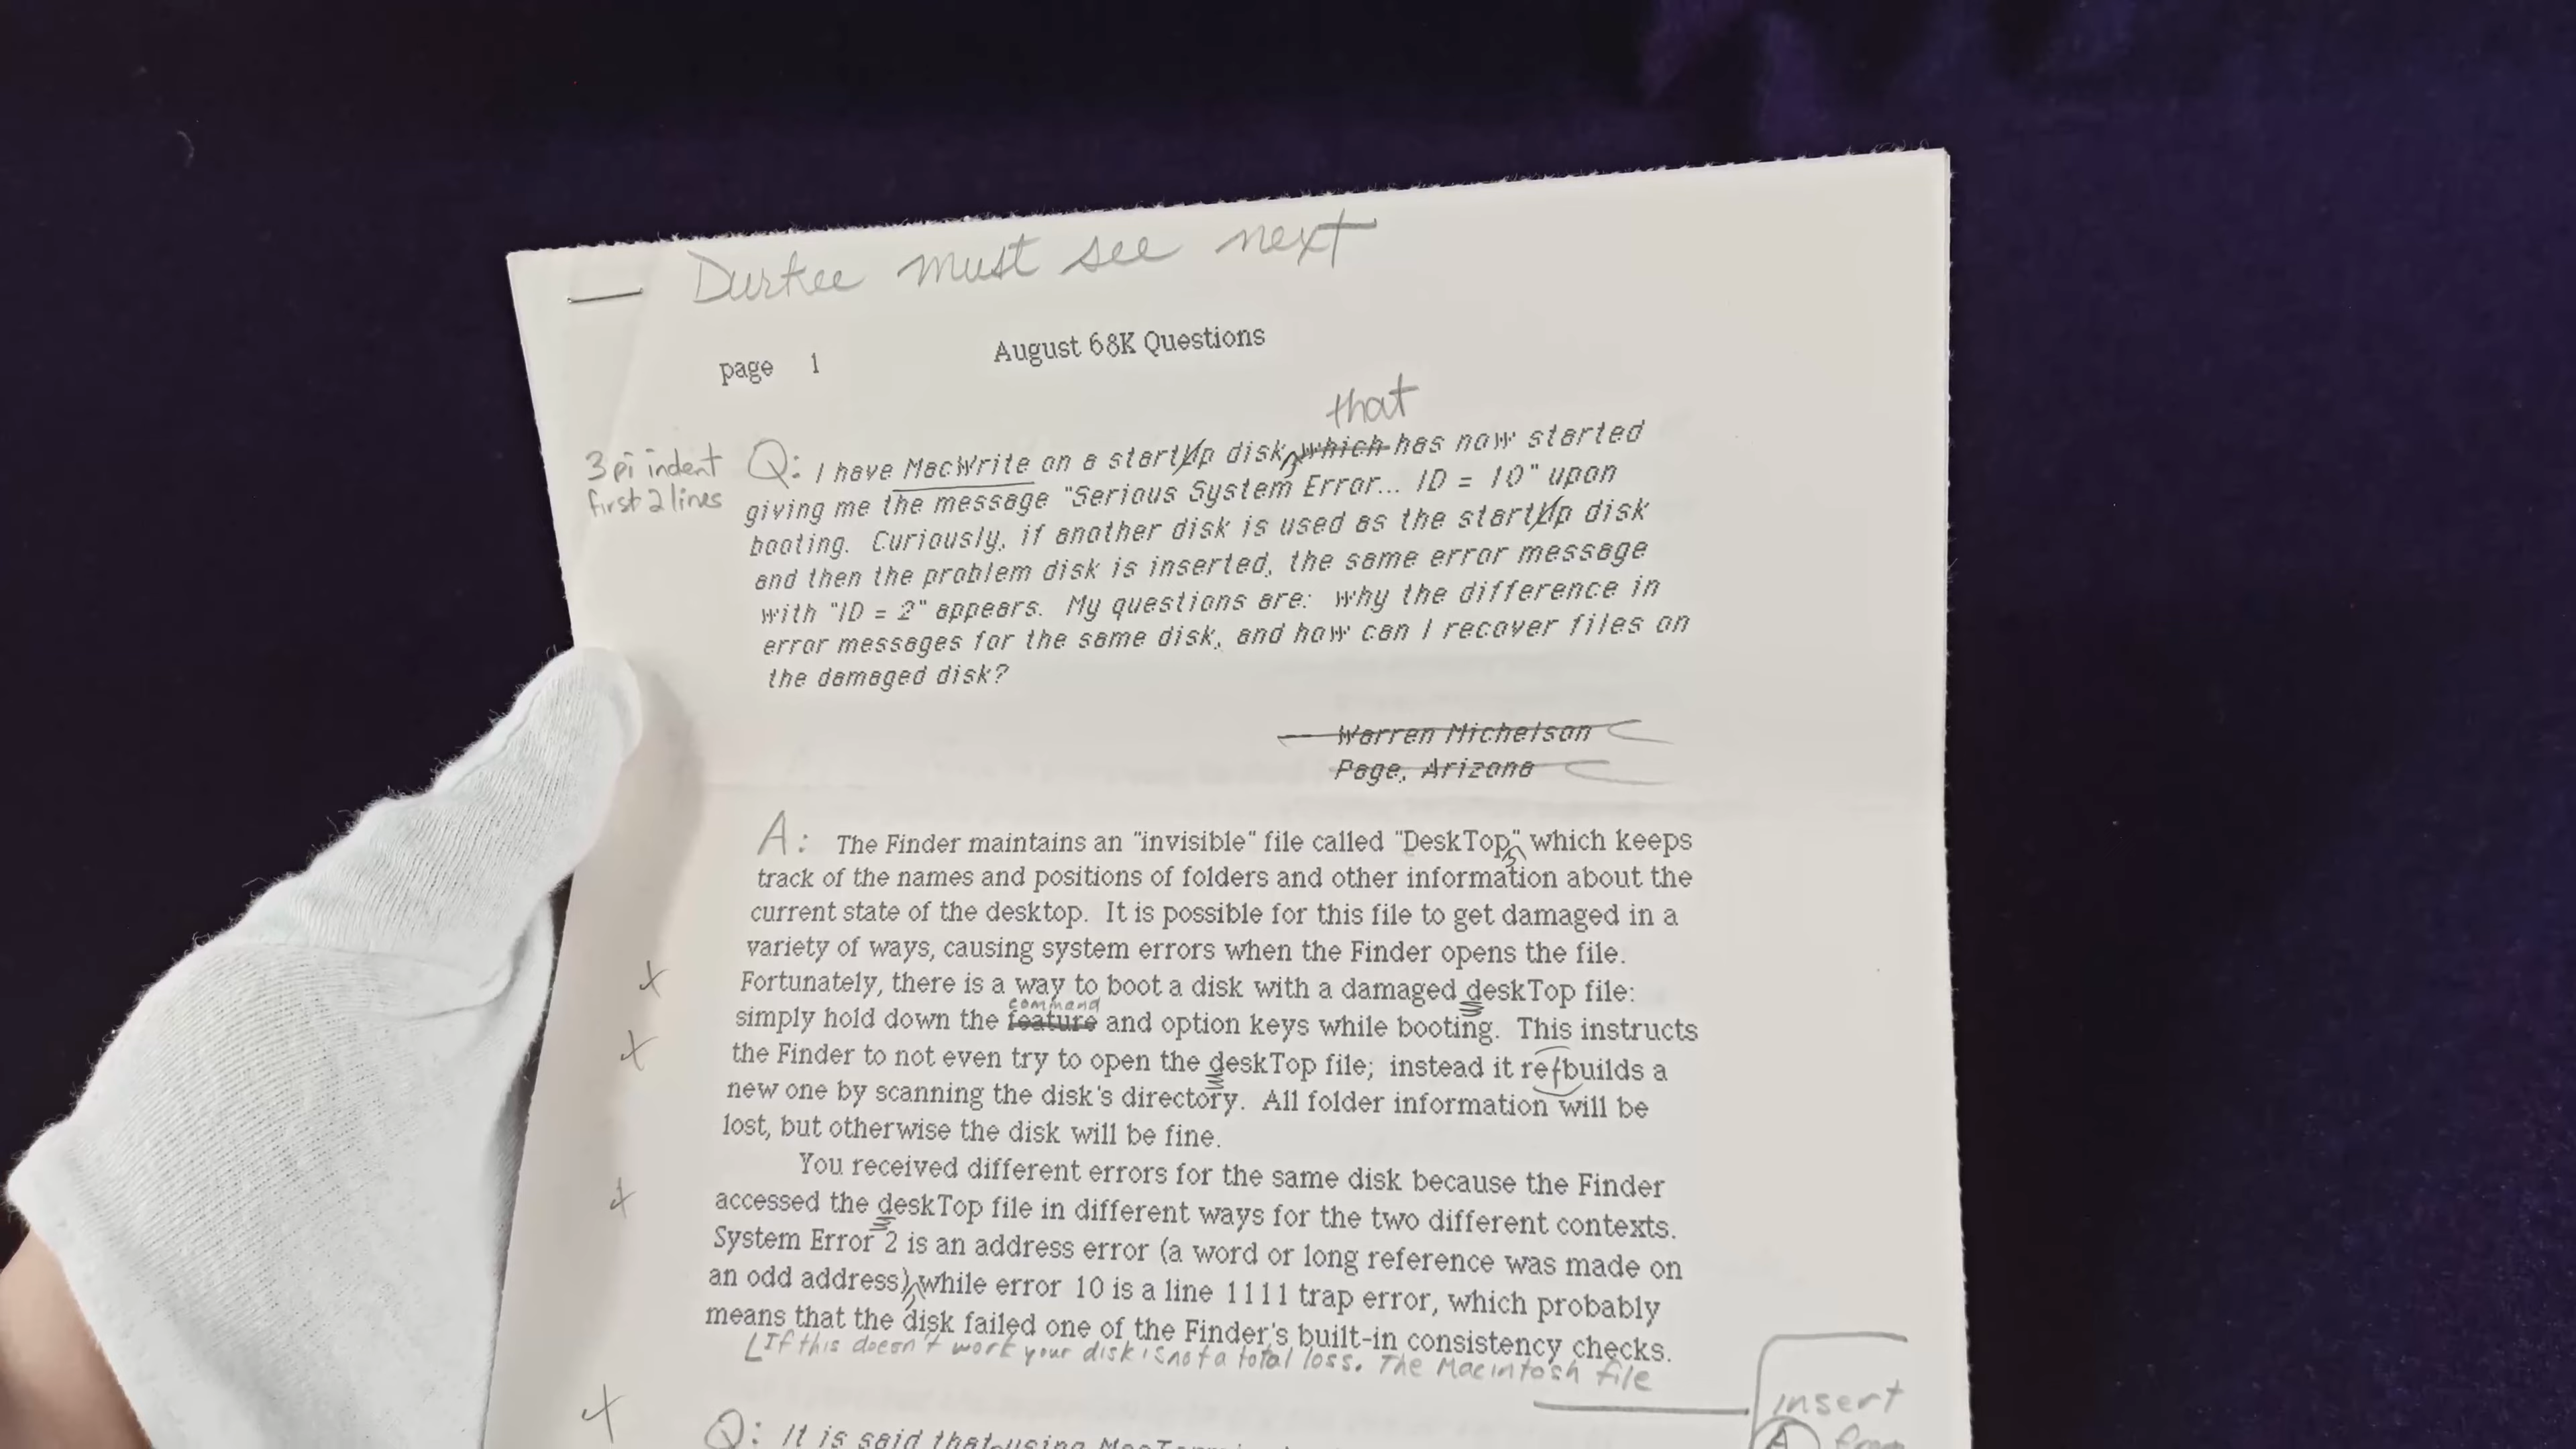 Durkee must see next
page 1 August 68K Questions
that
3 pi indent
first 2 lines
Q: I have MacWrite on a startUp disk, which has now started
giving me the message "Serious System Error... ID = 10" upon
booting. Curiously, if another disk is used as the startUp disk
and then the problem disk is inserted, the same error message
with "ID = 2" appears. My questions are: why the difference in
error messages for the same disk, and how can I recover files on
the damaged disk?
Warren Michelson
Page, Arizona
A: The Finder maintains an "invisible" file called "DeskTop," which keeps
track of the names and positions of folders and other information about the
current state of the desktop. It is possible for this file to get damaged in a
variety of ways, causing system errors when the Finder opens the file.
Fortunately, there is a way to boot a disk with a damaged deskTop file:
command
simply hold down the feature and option keys while booting. This instructs
the Finder to not even try to open the deskTop file; instead it re-builds a
new one by scanning the disk's directory. All folder information will be
lost, but otherwise the disk will be fine.
You received different errors for the same disk because the Finder
accessed the deskTop file in different ways for the two different contexts.
System Error 2 is an address error (a word or long reference was made on
an odd address), while error 10 is a line 1111 trap error, which probably
means that the disk failed one of the Finder's built-in consistency checks.
If this doesn't work your disk is not a total loss. The Macintosh file
insert
A from
Q: It is said that using